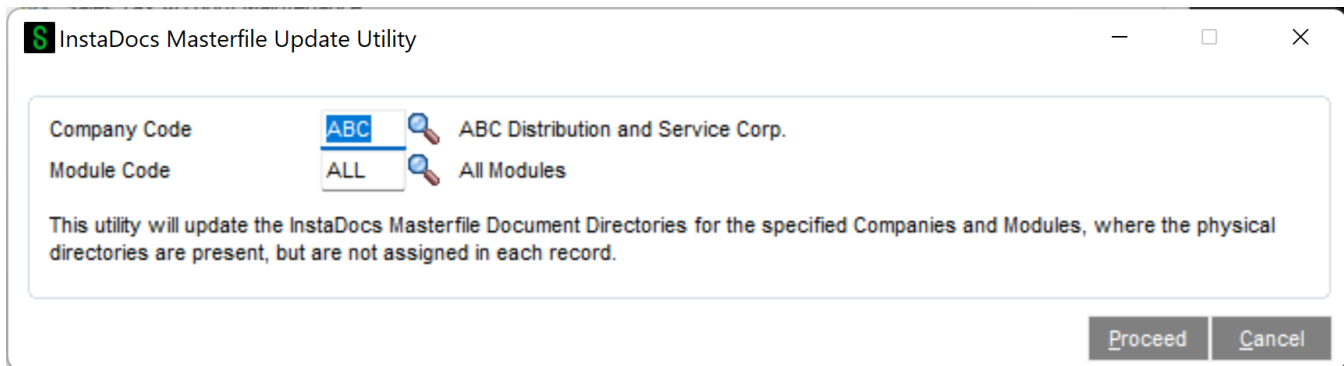 InstaDocs Masterfile Update Utility
Company Code ABC ABC Distribution and Service Corp.
Module Code ALL All Modules
This utility will update the InstaDocs Masterfile Document Directories for the specified Companies and Modules, where the physical
directories are present, but are not assigned in each record.
Proceed Cancel